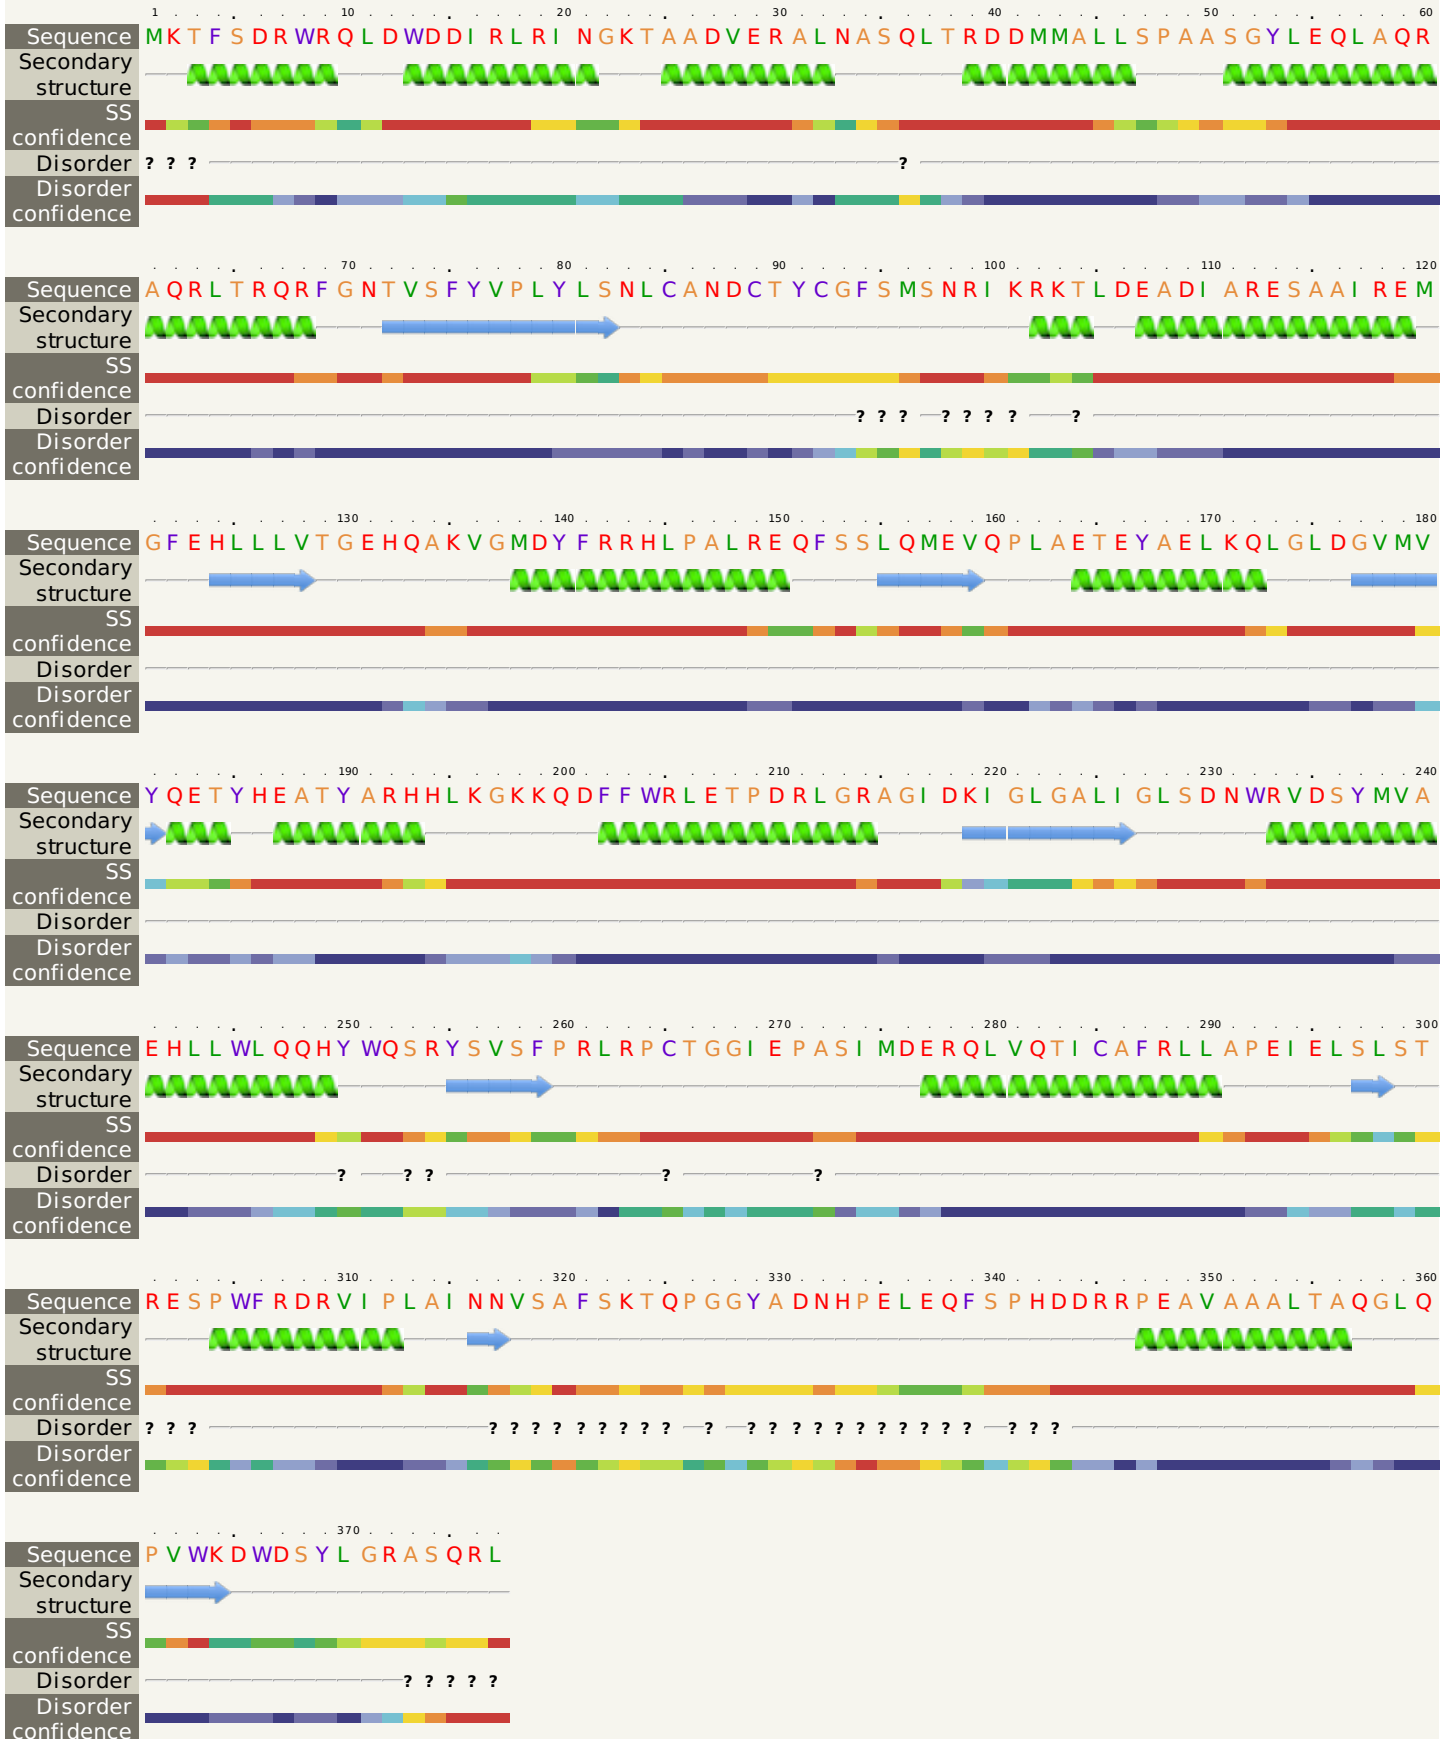 1 . . . . 10 . . . . 20 . . . . 30 . . . . 40 . . . . 50 . . . . 60
Sequence MKTFSDRWRQLDWDDIRLRINGKTAADVERALNASQLTRDDMMALLSPAASGYLEQLAQR
Secondary
structure
SS
confidence
Disorder ? ? ? ?
Disorder
confidence
. . . . 70 . . . . 80 . . . . 90 . . . . 100 . . . . 110 . . . . 120
Sequence AQRLTRQRFGNTVSFYVPLYLSNLCANDCTYCGFSMSNRIKRKTLDEADIARESAAIREM
Secondary
structure
SS
confidence
Disorder ? ? ? ? ? ? ? ?
Disorder
confidence
. . . . 130 . . . . 140 . . . . 150 . . . . 160 . . . . 170 . . . . 180
Sequence GFEHLLLVTGEHQAKVGMDYFRRHLPALREQFSSLQMEVQPLAETEYAELKQLGLDGVMV
Secondary
structure
SS
confidence
Disorder
Disorder
confidence
. . . . 190 . . . . 200 . . . . 210 . . . . 220 . . . . 230 . . . . 240
Sequence YQETYHEATYARHHLKGKKQDFFWRLETPDRLGRAGIDKIGLGALIGLSDNWRVDSYMVA
Secondary
structure
SS
confidence
Disorder
Disorder
confidence
. . . . 250 . . . . 260 . . . . 270 . . . . 280 . . . . 290 . . . . 300
Sequence EHLLWLQQHYWQSRYSVSFPRLRPCTGGIEPASIMDERQLVQTICAFRLLAPEIELSLST
Secondary
structure
SS
confidence
Disorder ? ? ? ? ?
Disorder
confidence
. . . . 310 . . . . 320 . . . . 330 . . . . 340 . . . . 350 . . . . 360
Sequence RESPWFRDRVIPLAINNVSAFSKTQPGGYADNHPELEQFSPHDDRRPEAVAAALTAQGLQ
Secondary
structure
SS
confidence
Disorder ? ? ? ? ? ? ? ? ? ? ? ? ? ? ? ? ? ? ? ? ? ? ? ? ? ? ?
Disorder
confidence
. . . . 370 . . . . . . .
Sequence PVWKDWDSYLGRASQRL
Secondary
structure
SS
confidence
Disorder ? ? ? ? ?
Disorder
confidence